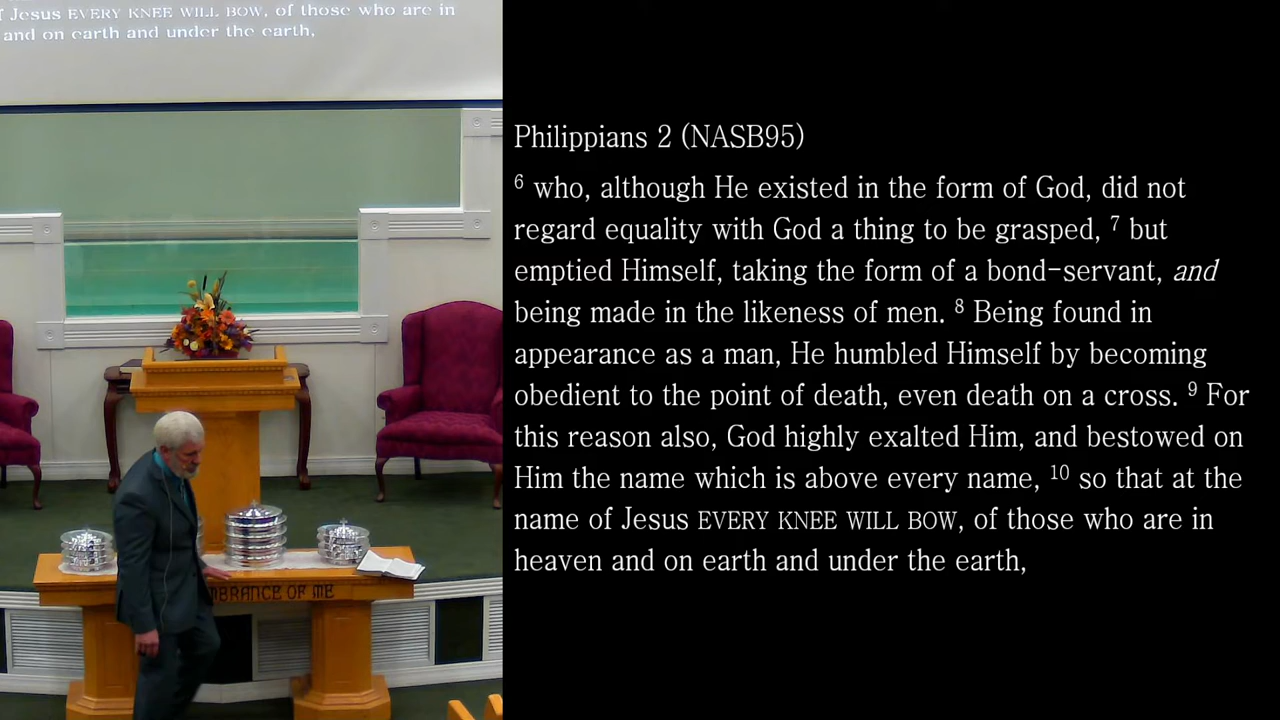 f Jesus EVERY KNEE WILL BOW, of those who are in
and on earth and under the earth,
Philippians 2 (NASB95)
6 who, although He existed in the form of God, did not
regard equality with God a thing to be grasped, 7 but
emptied Himself, taking the form of a bond-servant, and
being made in the likeness of men. 8 Being found in
appearance as a man, He humbled Himself by becoming
obedient to the point of death, even death on a cross. 9 For
this reason also, God highly exalted Him, and bestowed on
Him the name which is above every name, 10 so that at the
name of Jesus EVERY KNEE WILL BOW, of those who are in
heaven and on earth and under the earth,
MBRANCE OF ME